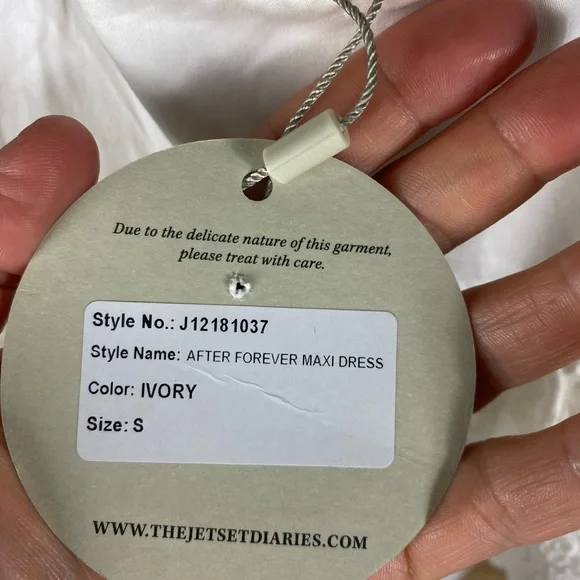 Due to the delicate nature of this garment,
please treat with care.
Style No.: J12181037
Style Name: AFTER FOREVER MAXI DRESS
Color: IVORY
Size: S
WWW.THEJETSETDIARIES.COM